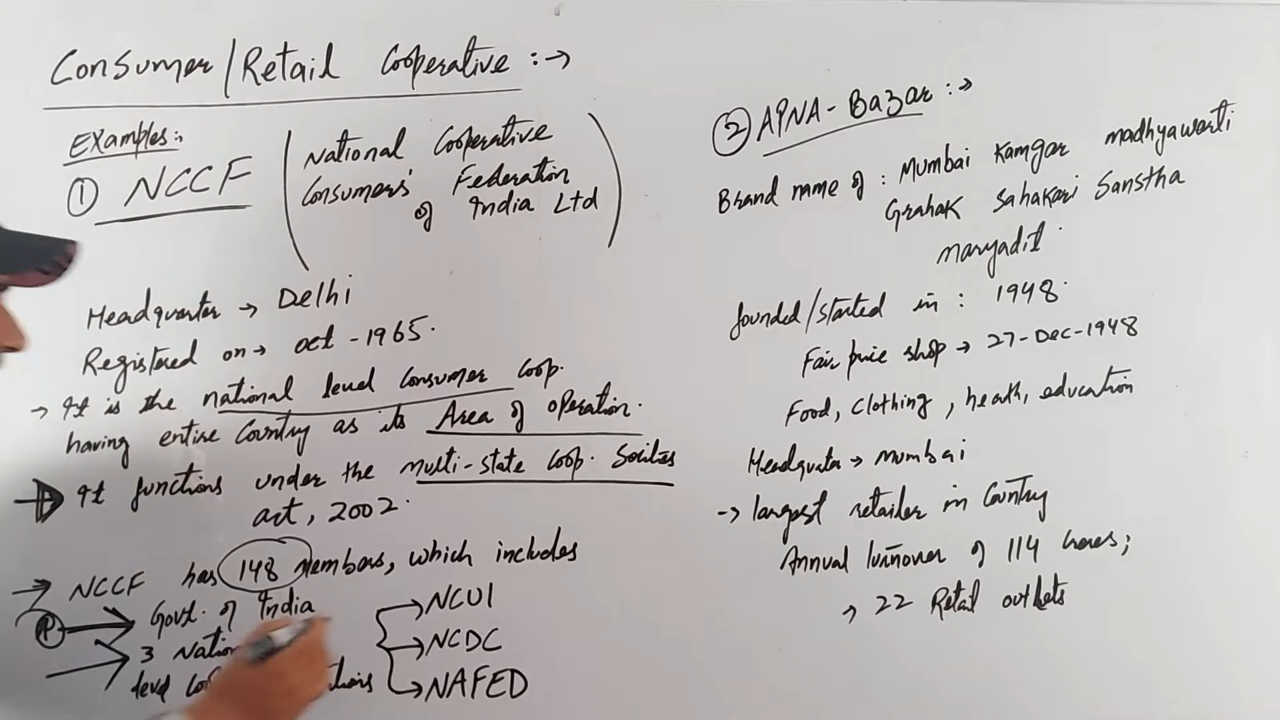 Consumer/Retail Cooperative :→
Examples:
① NCCF
(National Cooperative
Consumers' Federation
of India Ltd)
Headquarter → Delhi
Registered on → oct - 1965.
→ It is the national level Consumer Coop.
having entire Country as its Area of operation.
→ It functions under the multi-state Coop. Societies
act, 2002.
→ NCCF has 148 Members, which includes
Govt. of India
3
level
NCUI
NCDC
NAFED
② APNA-Bazar :→
Brand name of : Mumbai Kamgar madhyawarti
Grahak Sahakari Sanstha
maryadit.
founded/started in : 1948.
Fair price shop → 27-Dec-1948
Food, Clothing, health, education
Headquater → mumbai
→ largest retailer in Country
Annual turnover of 114 crores;
→ 22 Retail outlets